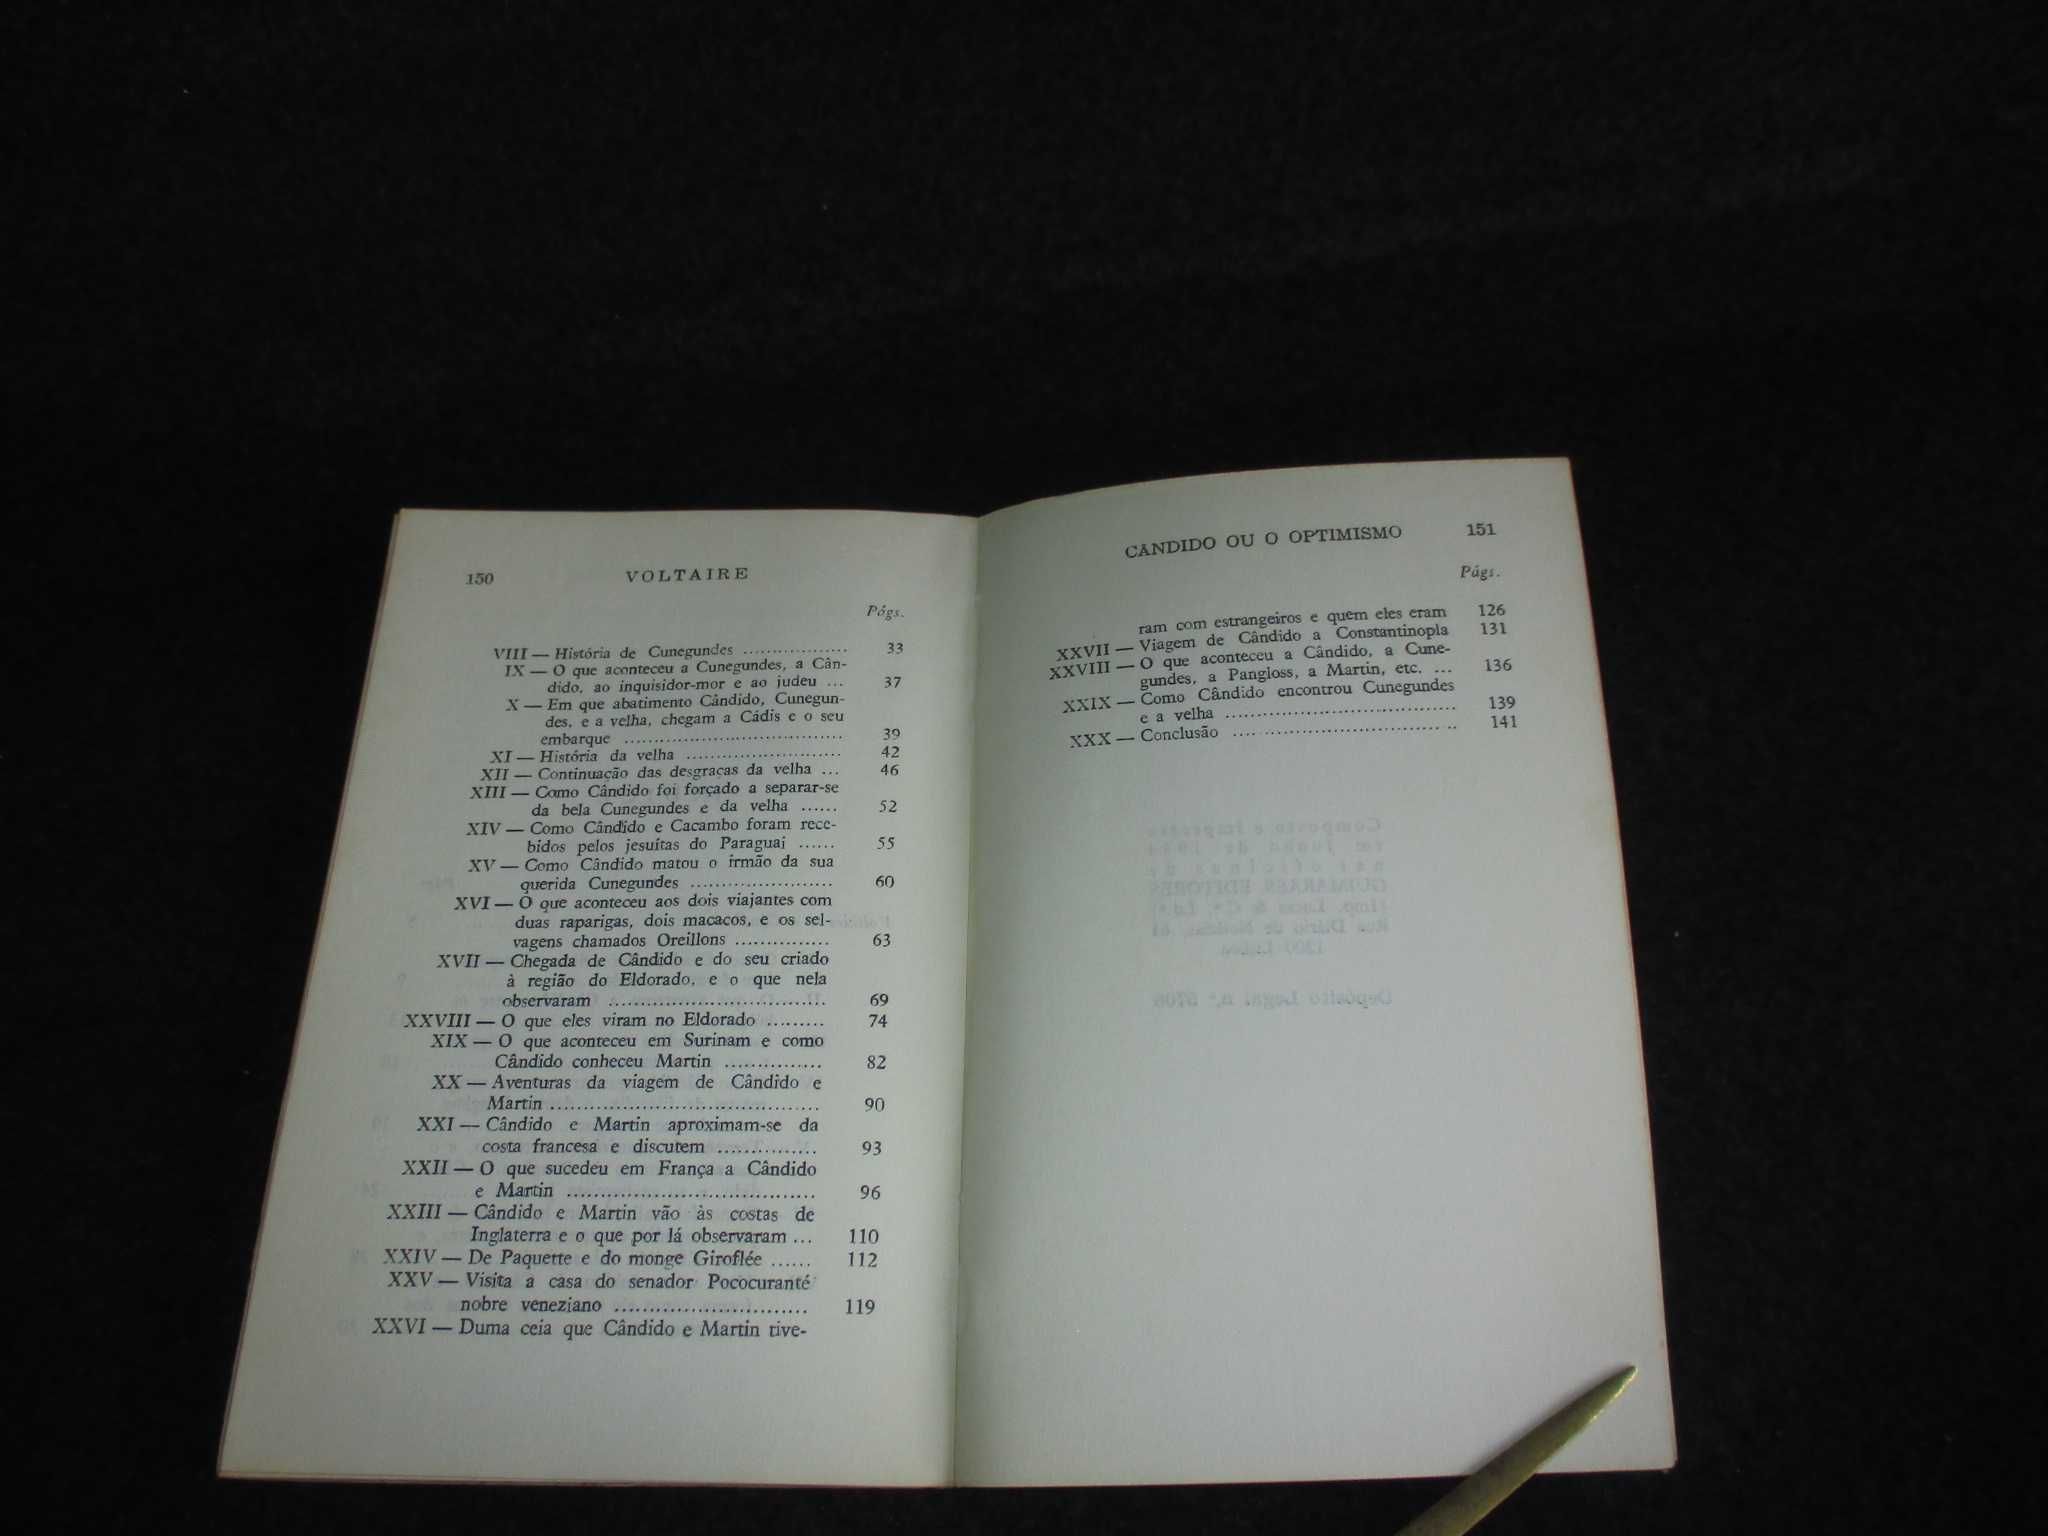 150 VOLTAIRE
Págs.
VIII — História de Cunegundes .................. 33
IX — O que aconteceu a Cunegundes, a Cân-
dido, ao inquisidor-mor e ao judeu ... 37
X — Em que abatimento Cândido, Cunegun-
des, e a velha, chegam a Cádis e o seu
embarque .................................... 39
XI — História da velha .......................... 42
XII — Continuação das desgraças da velha ... 46
XIII — Como Cândido foi forçado a separar-se
da bela Cunegundes e da velha ...... 52
XIV — Como Cândido e Cacambo foram rece-
bidos pelos jesuítas do Paraguai ...... 55
XV — Como Cândido matou o irmão da sua
querida Cunegundes ........................ 60
XVI — O que aconteceu aos dois viajantes com
duas raparigas, dois macacos, e os sel-
vagens chamados Oreillons ............... 63
XVII — Chegada de Cândido e do seu criado
à região do Eldorado, e o que nela
observaram ................................. 69
XXVIII — O que eles viram no Eldorado ......... 74
XIX — O que aconteceu em Surinam e como
Cândido conheceu Martin ............... 82
XX — Aventuras da viagem de Cândido e
Martin ....................................... 90
XXI — Cândido e Martin aproximam-se da
costa francesa e discutem ............... 93
XXII — O que sucedeu em França a Cândido
e Martin .................................... 96
XXIII — Cândido e Martin vão às costas de
Inglaterra e o que por lá observaram ... 110
XXIV — De Paquette e do monge Giroflée ...... 112
XXV — Visita a casa do senador Pococuranté
nobre veneziano ............................ 119
XXVI — Duma ceia que Cândido e Martin tive-
CÂNDIDO OU O OPTIMISMO 151
Págs.
ram com estrangeiros e quem eles eram 126
XXVII — Viagem de Cândido a Constantinopla 131
XXVIII — O que aconteceu a Cândido, a Cune-
gundes, a Pangloss, a Martin, etc. ... 136
XXIX — Como Cândido encontrou Cunegundes
e a velha .................................... 139
XXX — Conclusão ................................. 141